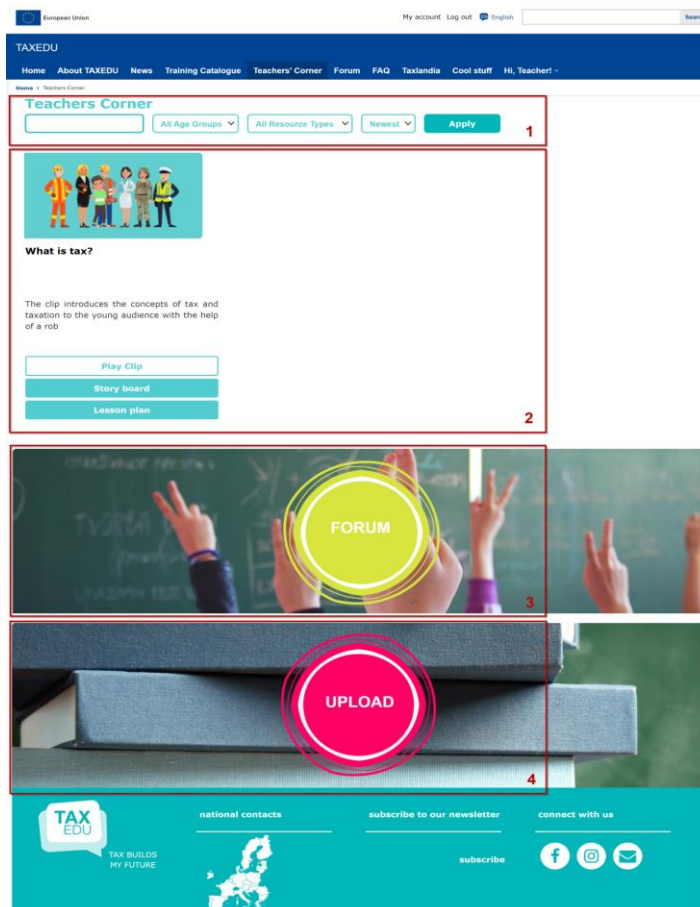 European Union
My account Log out en English
Sear
TAXEDU
Home About TAXEDU News Training Catalogue Teachers' Corner Forum FAQ Taxlandia Cool stuff Hi, Teacher!
Home › Teachers Corner
Teachers Corner
All Age Groups All Resource Types Newest Apply
1
What is tax?
The clip introduces the concepts of tax and
taxation to the young audience with the help
of a rob
Play Clip
Story board
Lesson plan
2
FORUM
3
UPLOAD
4
TAX
EDU
TAX BUILDS
MY FUTURE
national contacts
subscribe to our newsletter
subscribe
connect with us